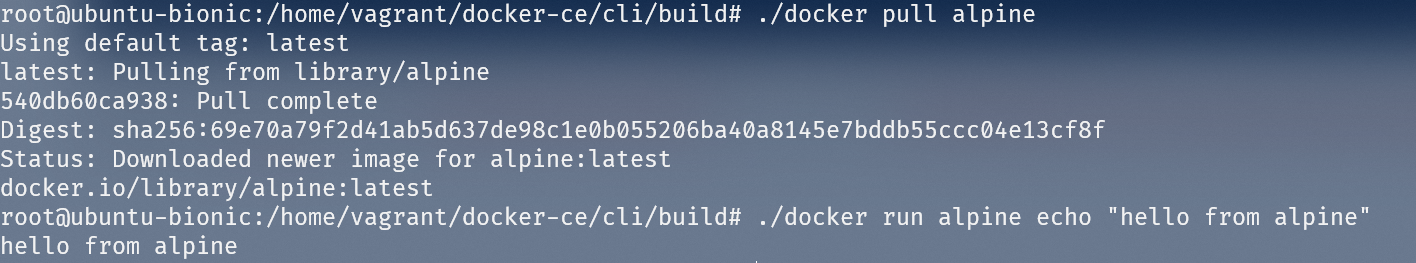 root@ubuntu-bionic:/home/vagrant/docker-ce/cli/build# ./docker pull alpine
Using default tag: latest
latest: Pulling from library/alpine
540db60ca938: Pull complete
Digest: sha256:69e70a79f2d41ab5d637de98c1e0b055206ba40a8145e7bddb55ccc04e13cf8f
Status: Downloaded newer image for alpine:latest
docker.io/library/alpine:latest
root@ubuntu-bionic:/home/vagrant/docker-ce/cli/build# ./docker run alpine echo "hello from alpine"
hello from alpine